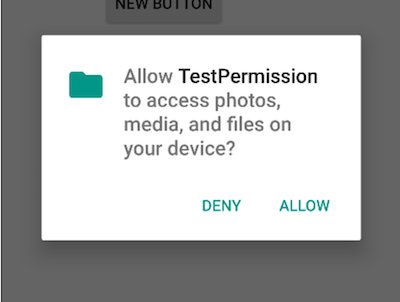 NEW BUTTON
Allow TestPermission
to access photos,
media, and files on
your device?
DENY ALLOW